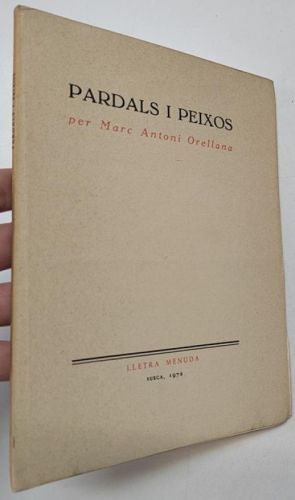 PARDALS I PEIXOS
per Marc Antoni Orellana
LLETRA MENUDA
SUECA, 1972